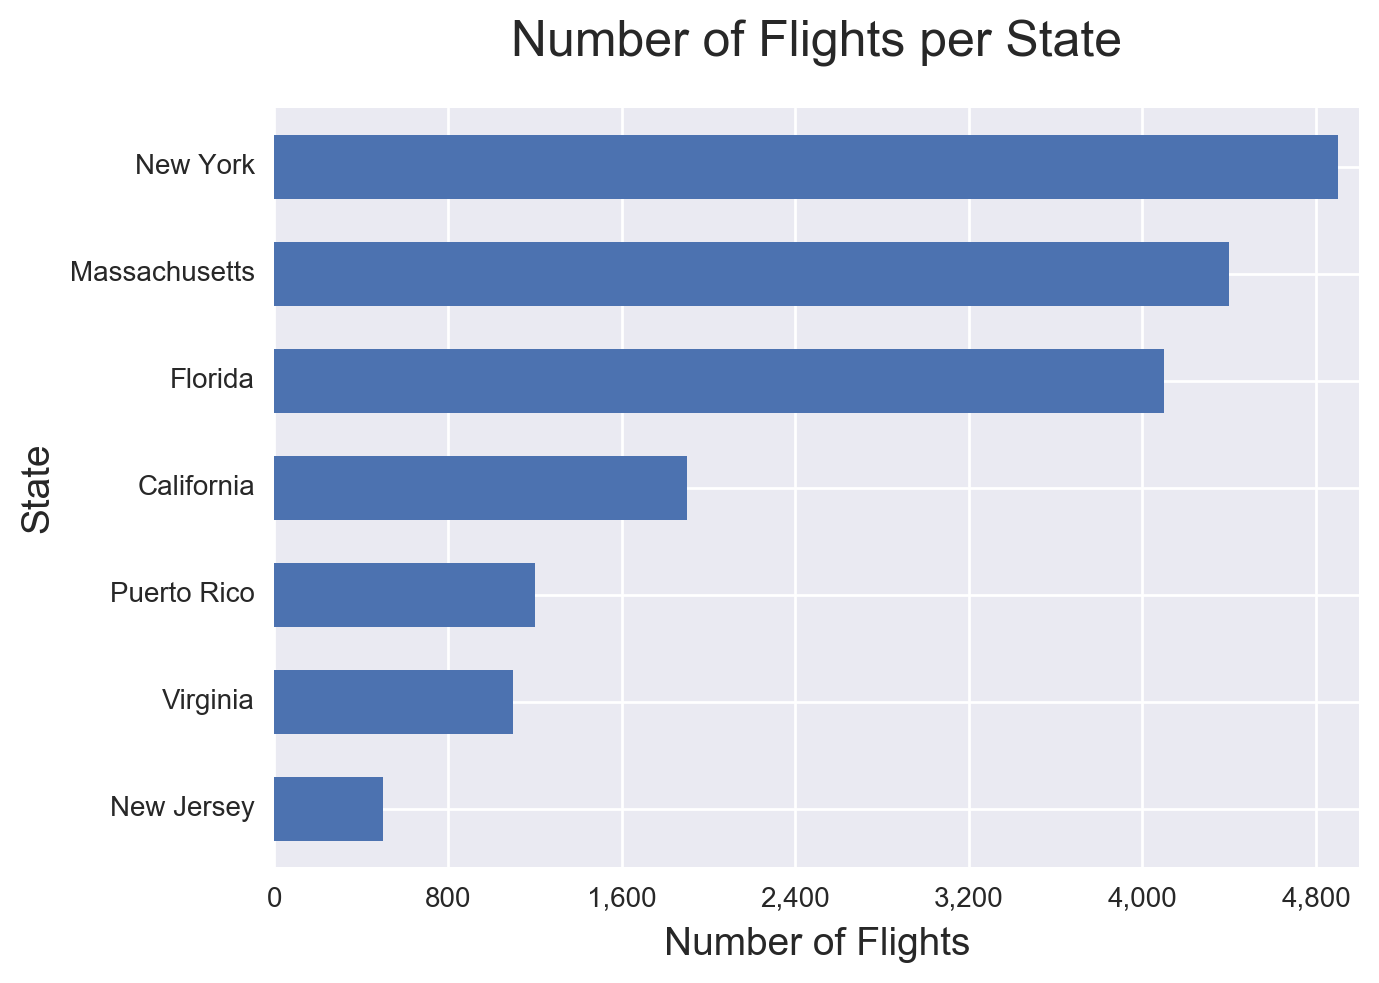 Number of Flights per State
New York
Massachusetts
Florida
California
Puerto Rico
Virginia
New Jersey
State
0 800 1,600 2,400 3,200 4,000 4,800
Number of Flights